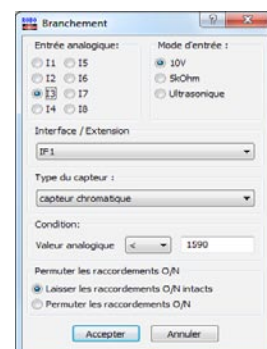 Branchement
Entrée analogique: Mode d'entrée :
I1 I5 10V
I2 I6 5kOhm
I3 I7 Ultrasonique
I4 I8
Interface / Extension
IF1
Type du capteur :
capteur chromatique
Condition:
Valeur analogique < 1590
Permuter les raccordements O/N
Laisser les raccordements O/N intacts
Permuter les raccordements O/N
Accepter Annuler